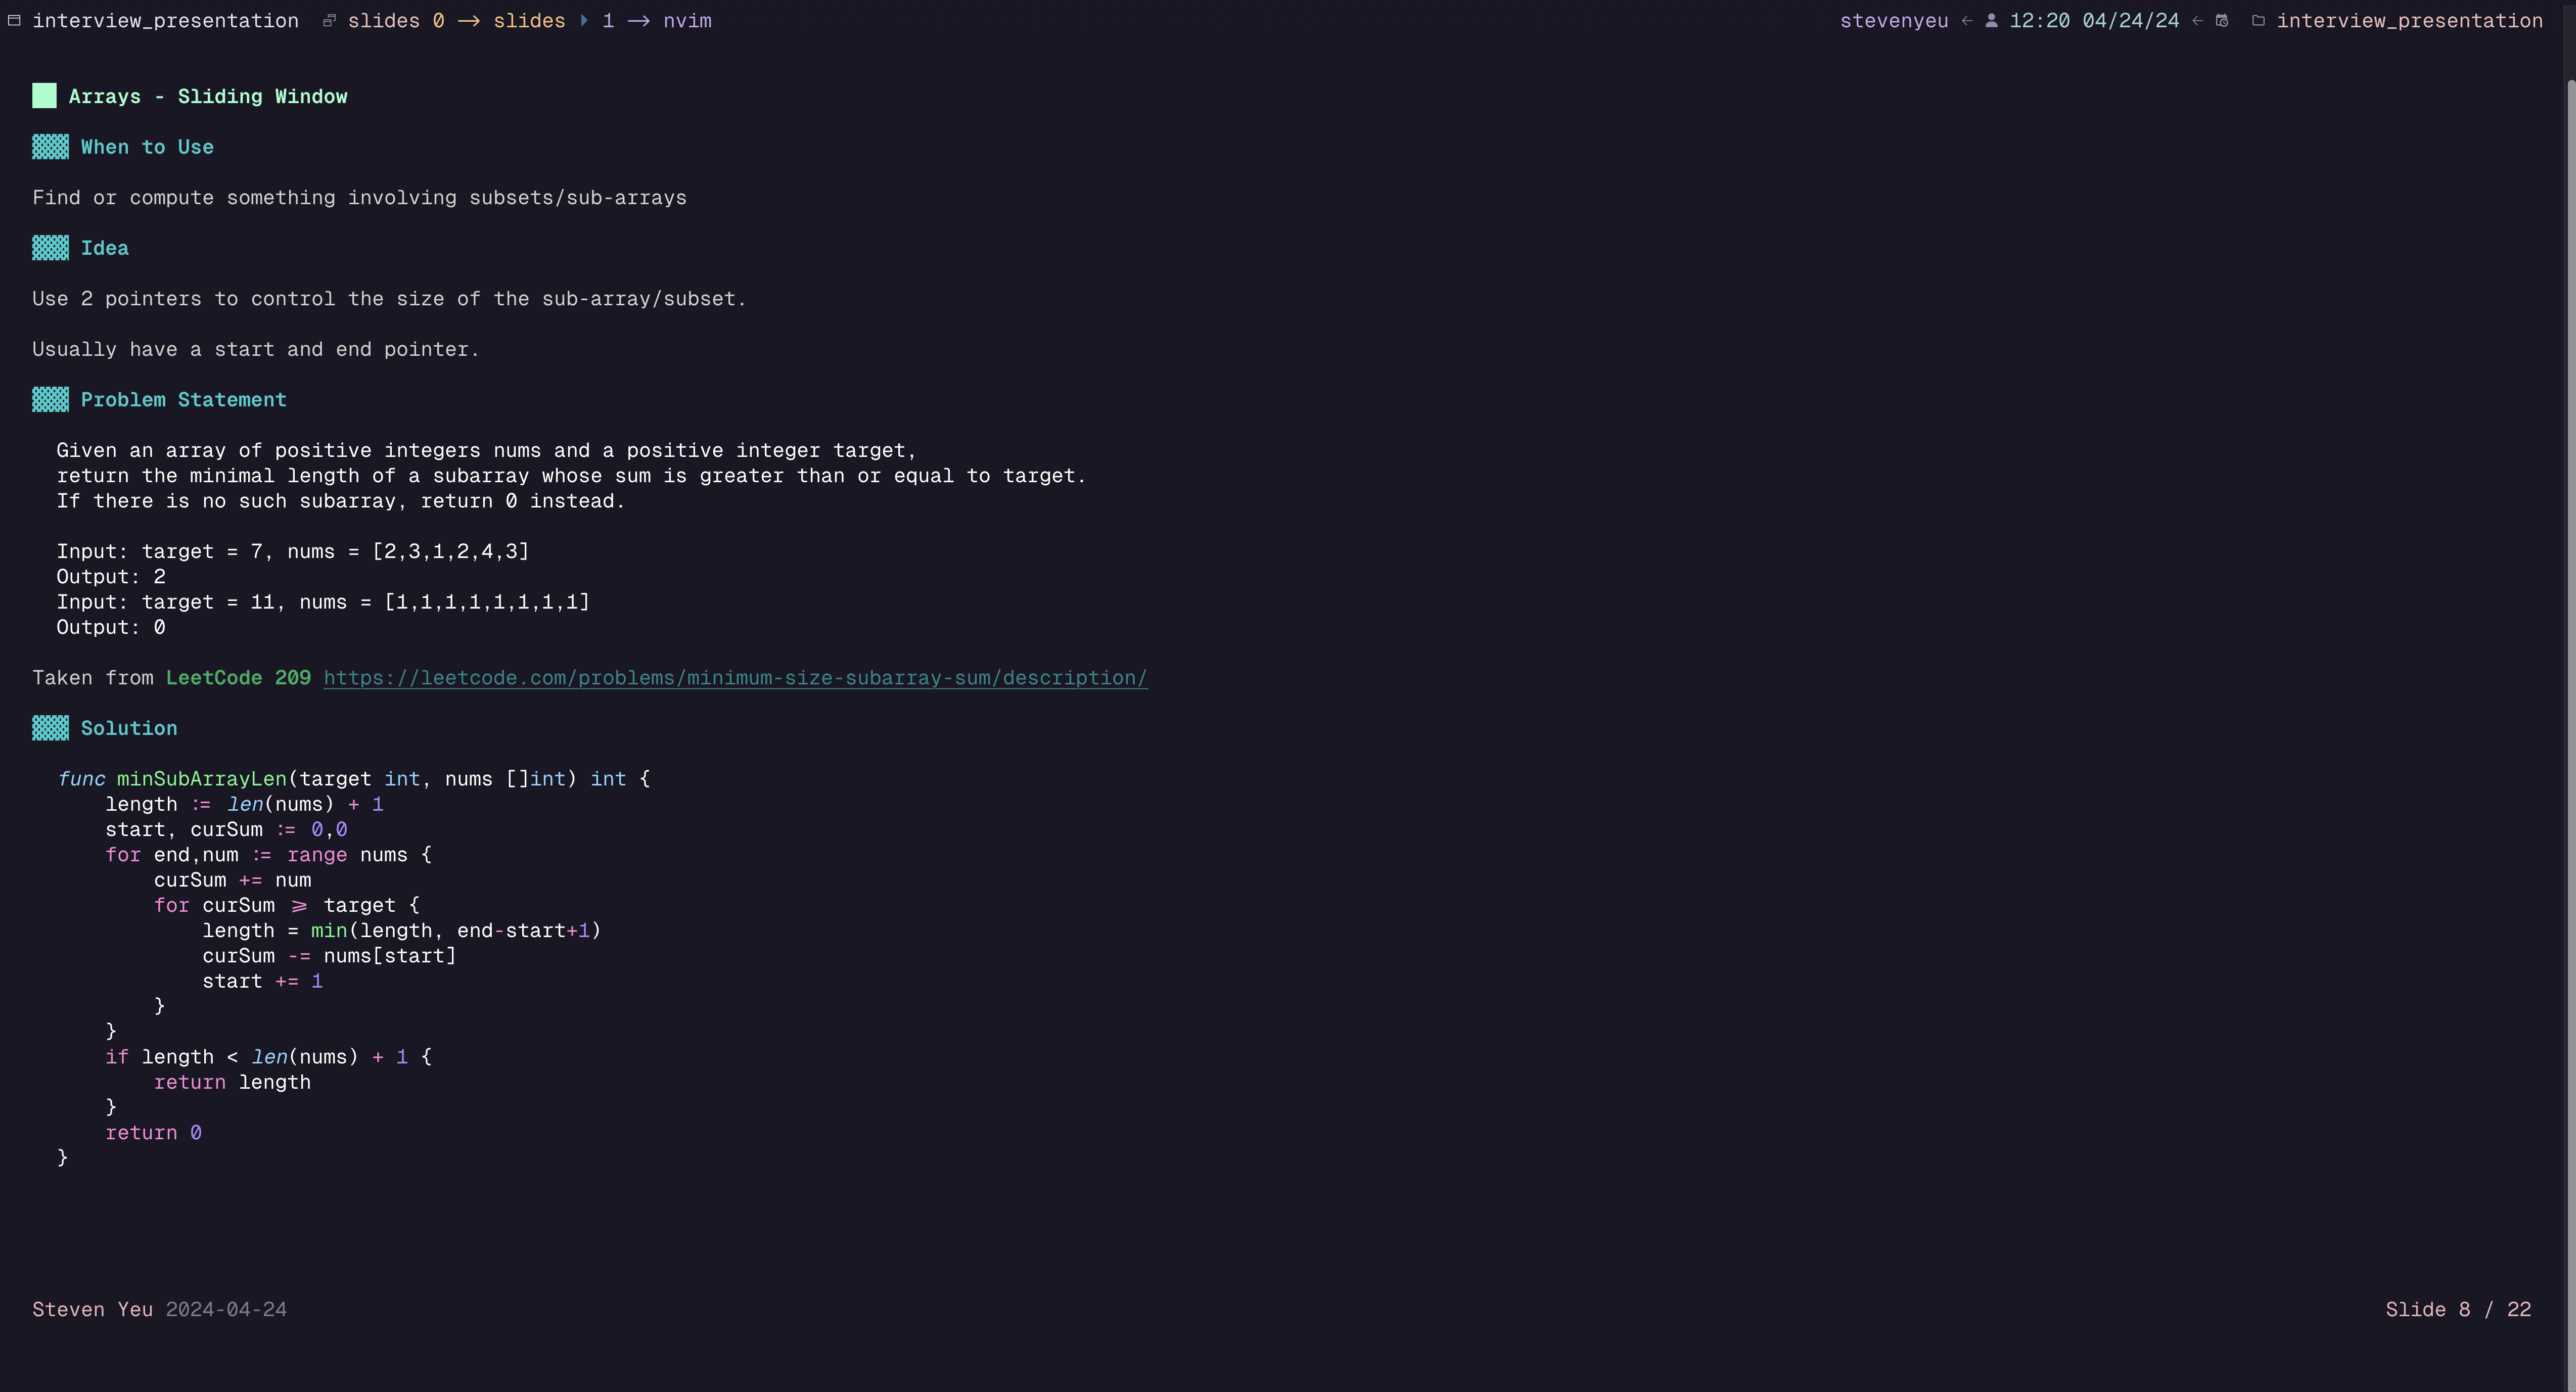 interview_presentation slides 0 → slides 1 → nvim stevenyeu ← 12:20 04/24/24 ← interview_presentation
Arrays - Sliding Window
When to Use
Find or compute something involving subsets/sub-arrays
Idea
Use 2 pointers to control the size of the sub-array/subset.
Usually have a start and end pointer.
Problem Statement
Given an array of positive integers nums and a positive integer target,
return the minimal length of a subarray whose sum is greater than or equal to target.
If there is no such subarray, return 0 instead.
Input: target = 7, nums = [2,3,1,2,4,3]
Output: 2
Input: target = 11, nums = [1,1,1,1,1,1,1,1]
Output: 0
Taken from LeetCode 209 https://leetcode.com/problems/minimum-size-subarray-sum/description/
Solution
func minSubArrayLen(target int, nums []int) int {
    length := len(nums) + 1
    start, curSum := 0,0
    for end,num := range nums {
        curSum += num
        for curSum >= target {
            length = min(length, end-start+1)
            curSum -= nums[start]
            start += 1
        }
    }
    if length < len(nums) + 1 {
        return length
    }
    return 0
}
Steven Yeu 2024-04-24 Slide 8 / 22